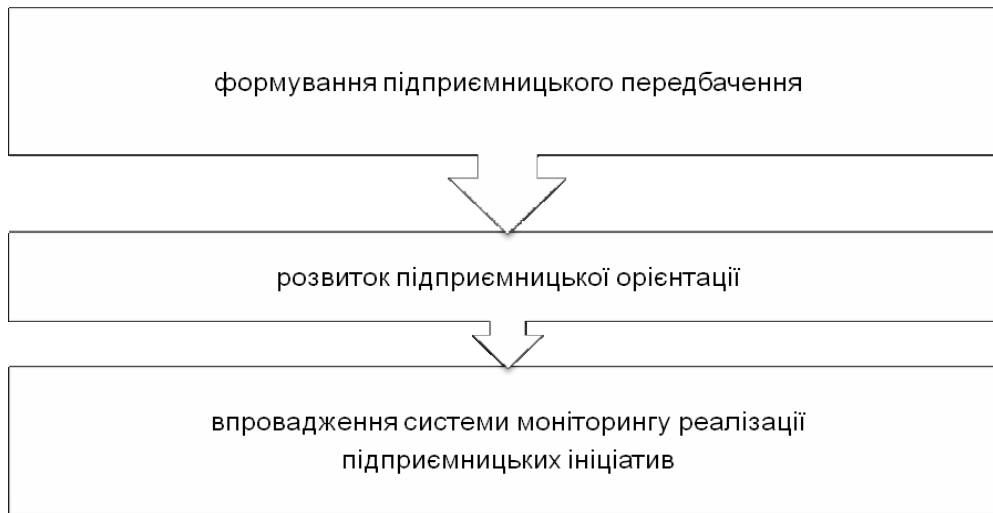 формування підприємницького передбачення
розвиток підприємницької орієнтації
впровадження системи моніторингу реалізації
підприємницьких ініціатив